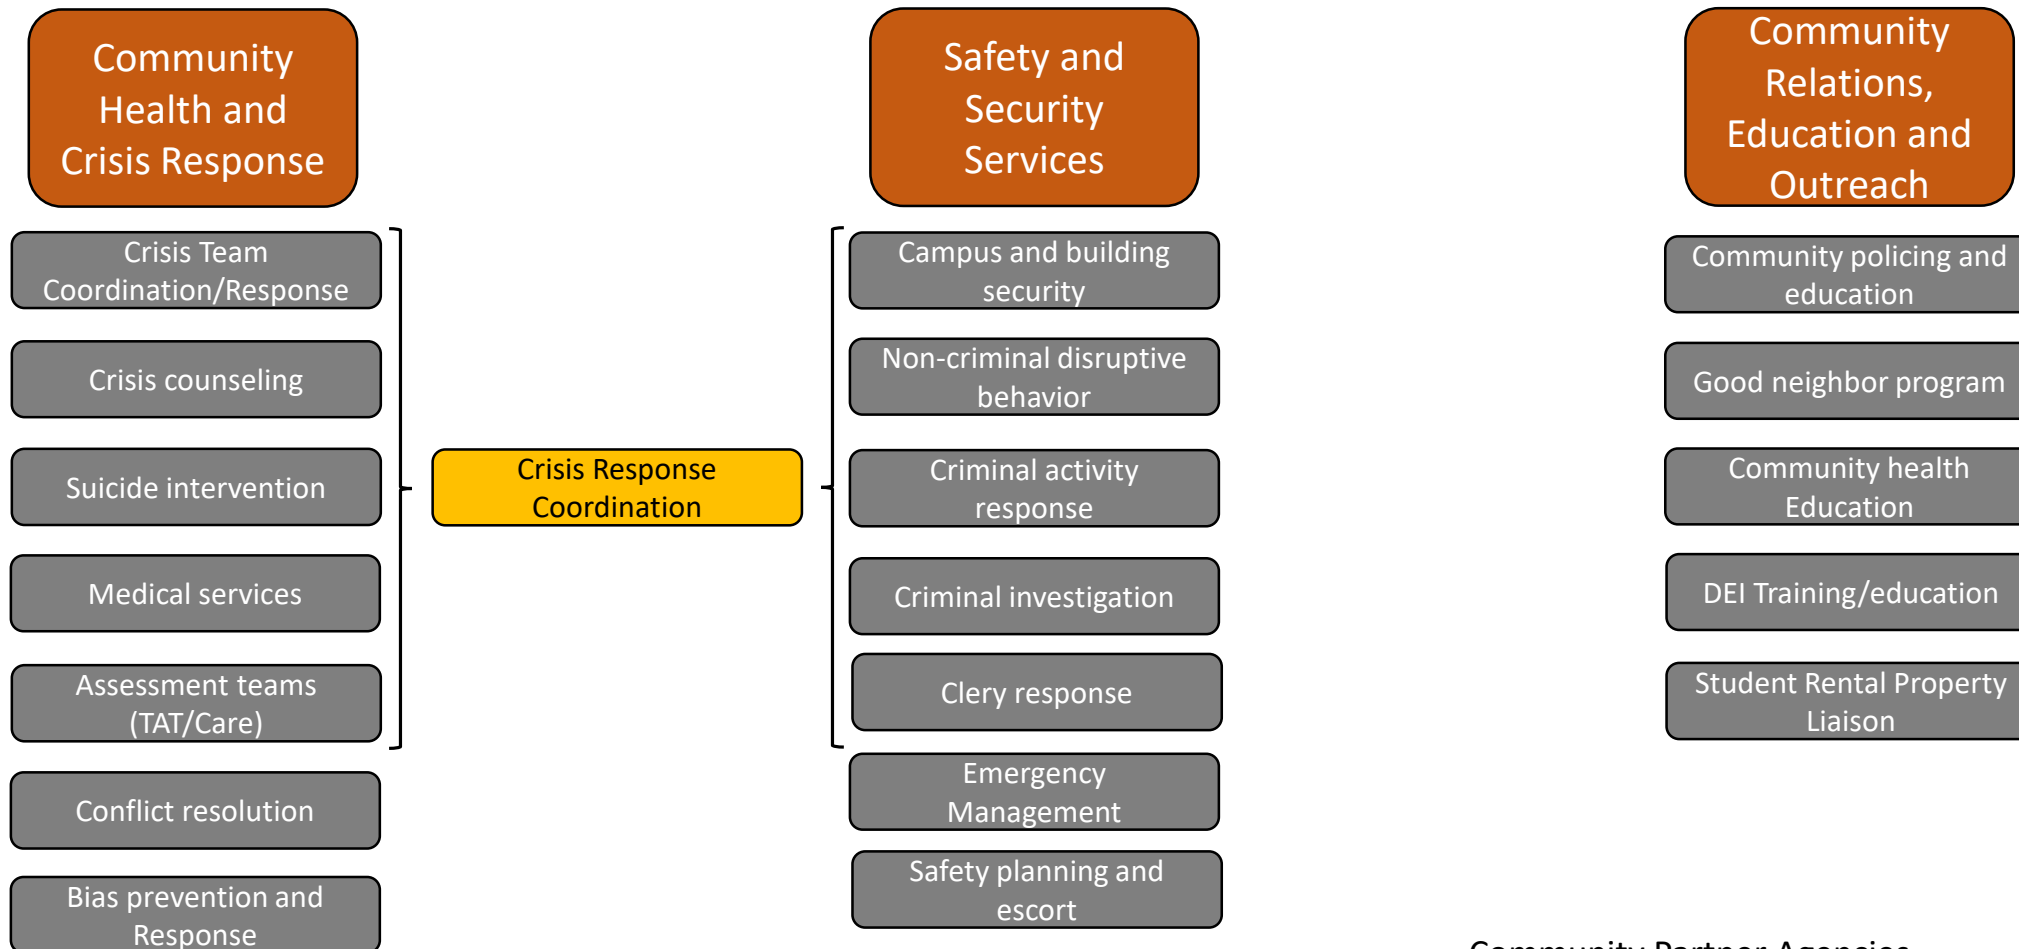 Community
Health and
Crisis Response
Crisis Team
Coordination/Response
Crisis counseling
Suicide intervention
Medical services
Assessment teams
(TAT/Care)
Conflict resolution
Bias prevention and
Response
Crisis Response
Coordination
Safety and
Security
Services
Campus and building
security
Non-criminal disruptive
behavior
Criminal activity
response
Criminal investigation
Clery response
Emergency
Management
Safety planning and
escort
Community
Relations,
Education and
Outreach
Community policing and
education
Good neighbor program
Community health
Education
DEI Training/education
Student Rental Property
Liaison
Community Partner Agencies